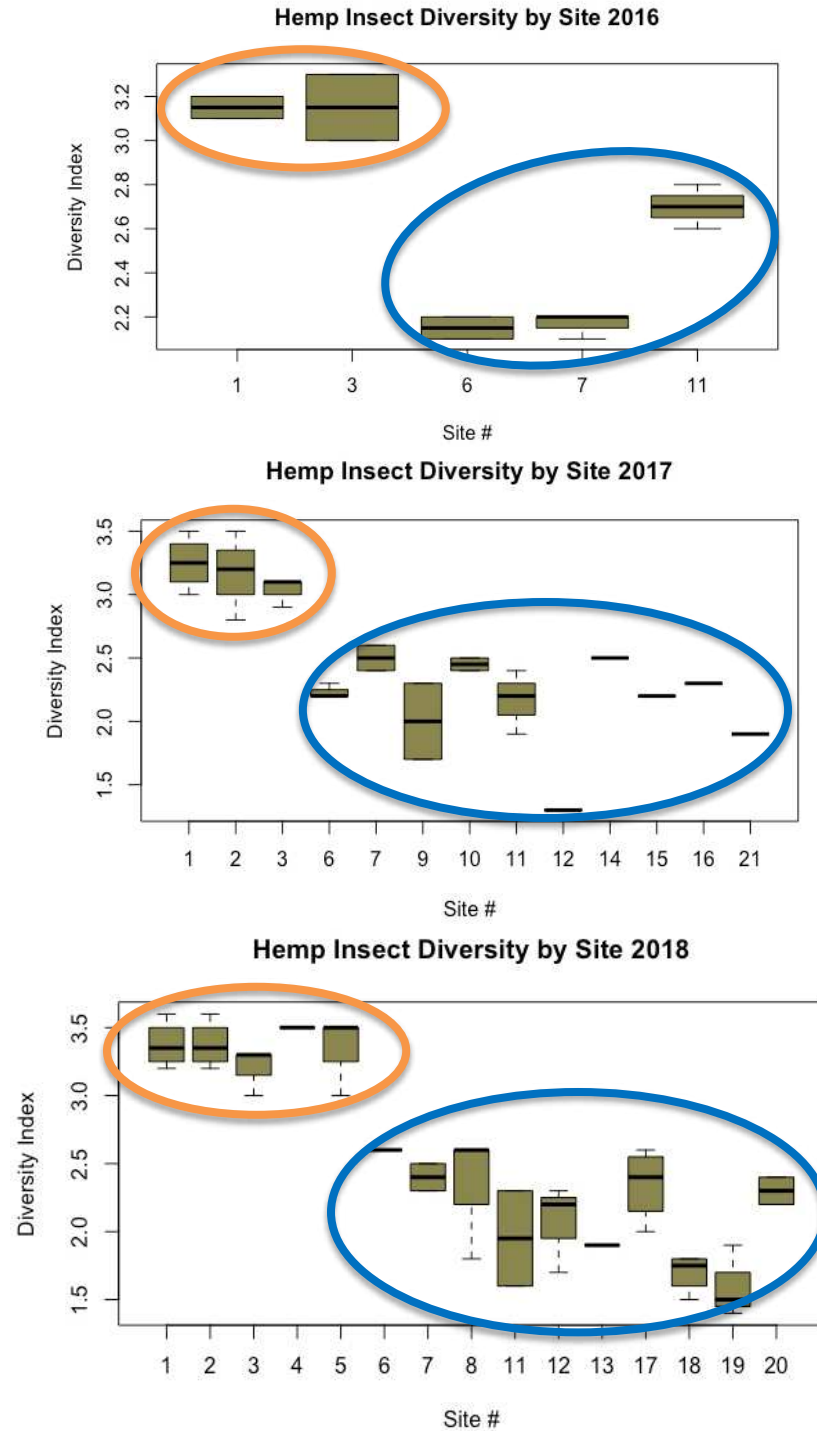 Hemp Insect Diversity by Site 2016
Diversity Index
3.2
3.0
2.8
2.6
2.4
2.2
1 3 6 7 11
Site #
Hemp Insect Diversity by Site 2017
Diversity Index
3.5
3.0
2.5
2.0
1.5
1 2 3 6 7 9 10 11 12 14 15 16 21
Site #
Hemp Insect Diversity by Site 2018
Diversity Index
3.5
3.0
2.5
2.0
1.5
1 2 3 4 5 6 7 8 11 12 13 17 18 19 20
Site #